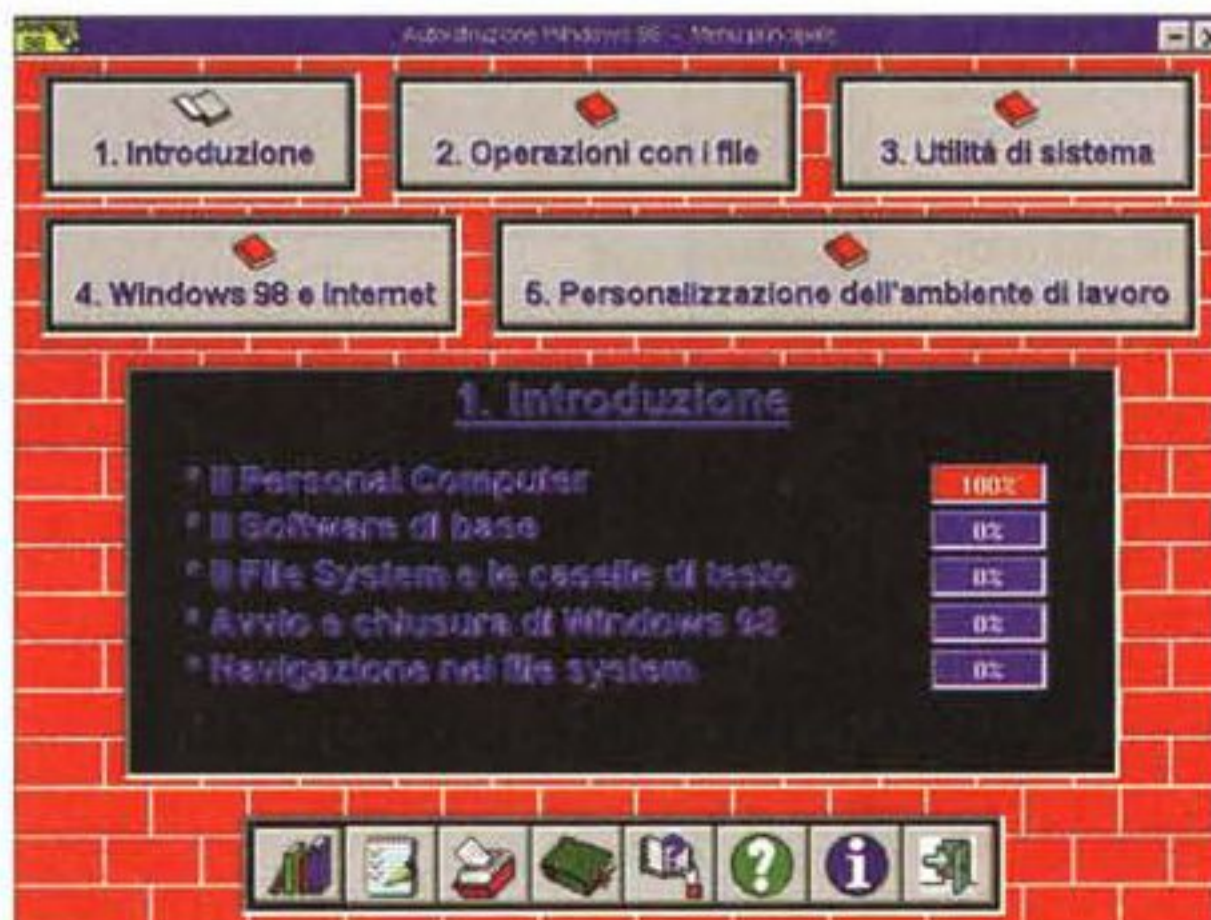 98
Autoistruzione Windows 98 - Menu principale
1. Introduzione
2. Operazioni con i file
3. Utilità di sistema
4. Windows 98 e Internet
5. Personalizzazione dell'ambiente di lavoro
1. Introduzione
* Il Personal Computer 100%
* Il Software di base 0%
* Il File System e le caselle di testo 0%
* Avvio e chiusura di Windows 98 0%
* Navigazione nel file system 0%